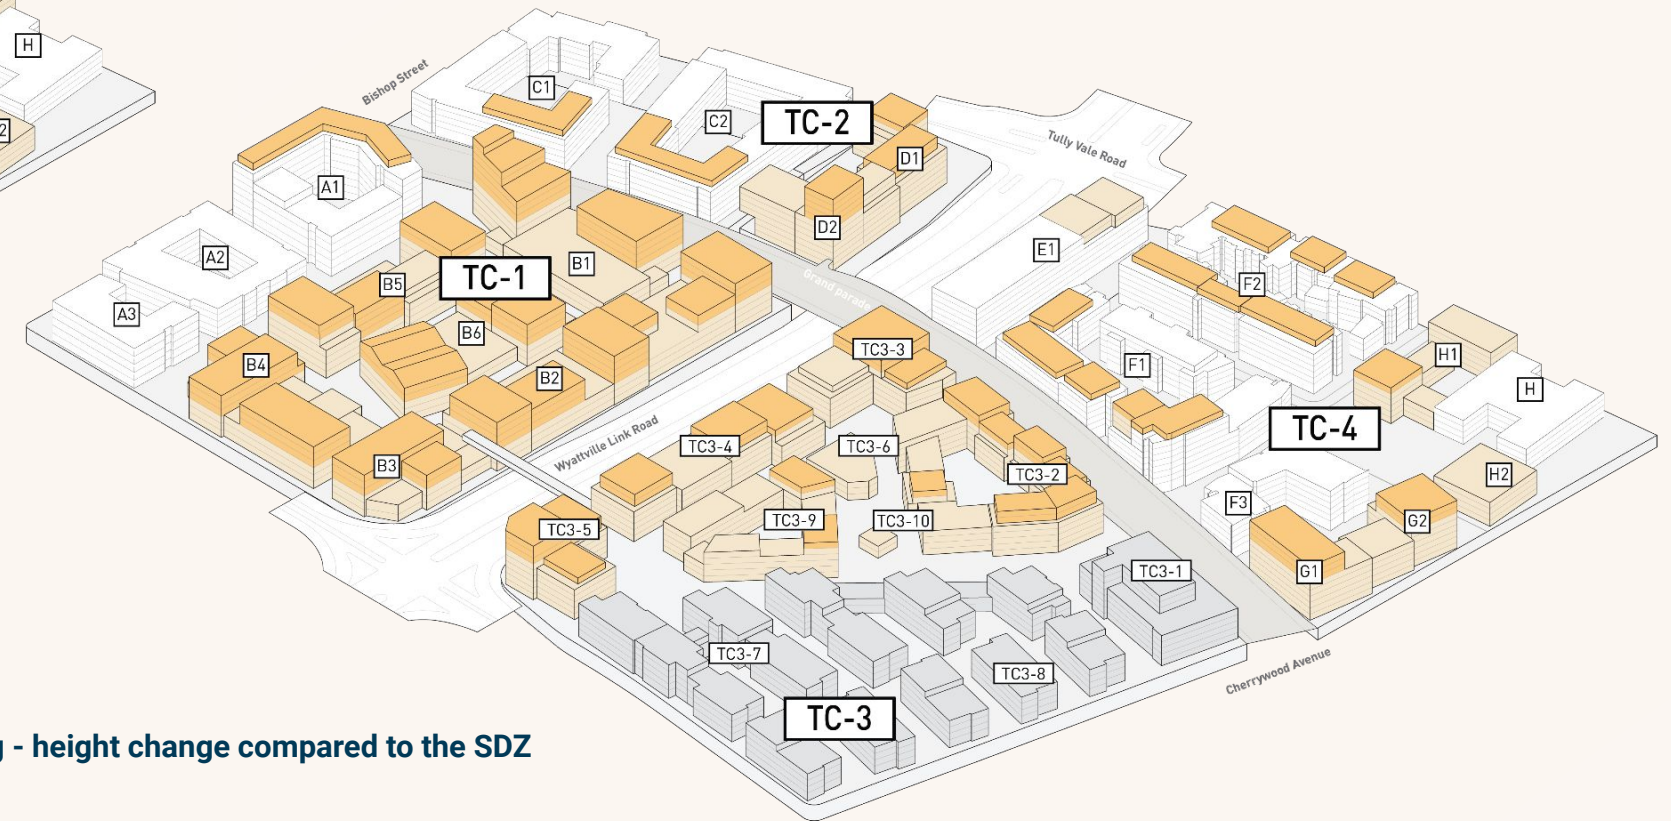 H
2
Bishop Street
C1
C2
TC-2
D1
Tully Vale Road
A1
D2
A2
B1
E1
TC-1
B5
Grand parade
F2
A3
B6
TC3-3
H1
B4
B2
F1
H
Wyattville Link Road
TC3-4
TC3-6
TC-4
B3
TC3-2
H2
F3
TC3-5
TC3-9
TC3-10
G2
G1
TC3-1
TC3-7
TC3-8
Cherrywood Avenue
TC-3
g - height change compared to the SDZ